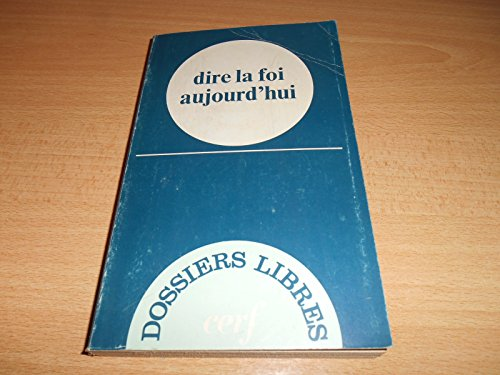 dire la foi
aujourd'hui
DOSSIERS LIBRES
cerf